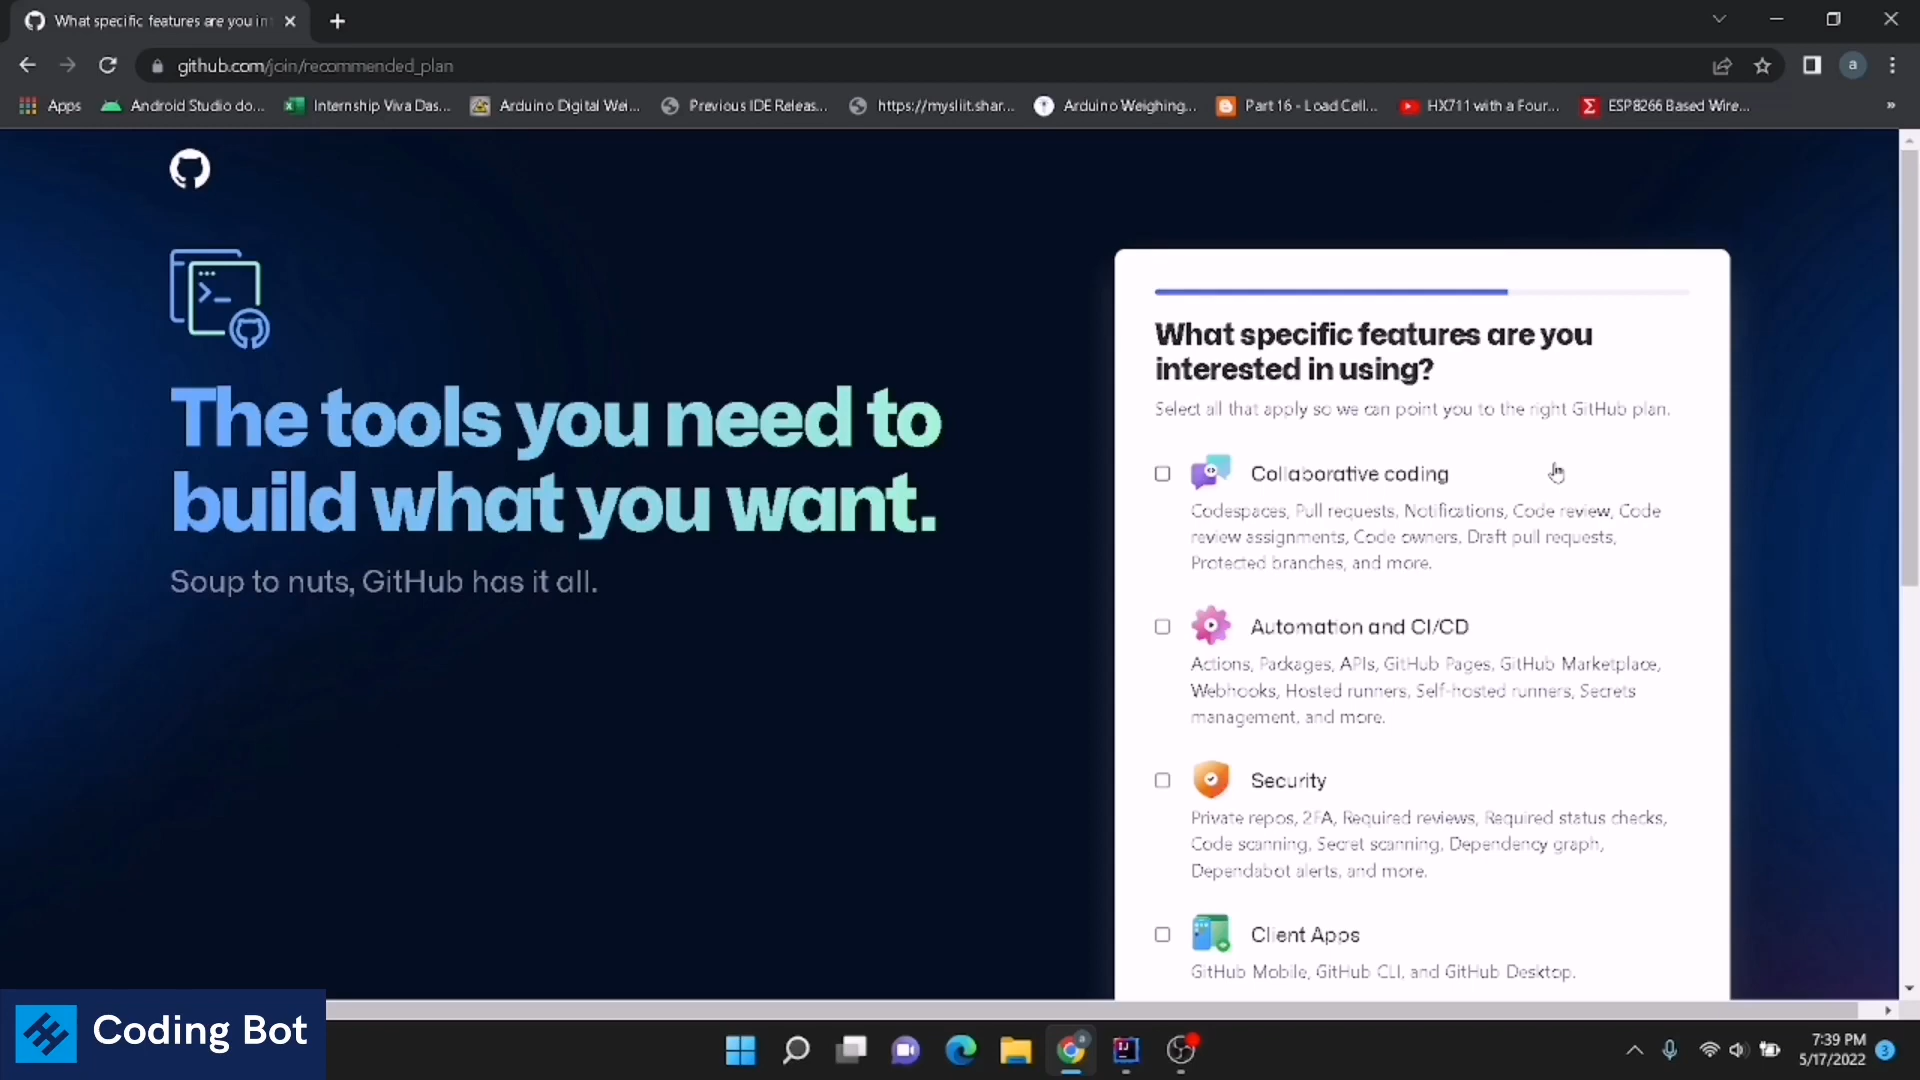 What specific features are you in
github.com/join/recommended_plan
a
Apps
Android Studio do...
Internship Viva Das...
Arduino Digital Wei...
Previous IDE Releas...
https://mysliit.shar...
Arduino Weighing...
Part 16 - Load Cell...
HX711 with a Four...
ESP8266 Based Wire...
»
The tools you need to
build what you want.
Soup to nuts, GitHub has it all.
What specific features are you
interested in using?
Select all that apply so we can point you to the right GitHub plan.
Collaborative coding
Codespaces, Pull requests, Notifications, Code review, Code
review assignments, Code owners, Draft pull requests,
Protected branches, and more.
Automation and CI/CD
Actions, Packages, APIs, GitHub Pages, GitHub Marketplace,
Webhooks, Hosted runners, Self-hosted runners, Secrets
management, and more.
Security
Private repos, 2FA, Required reviews, Required status checks,
Code scanning, Secret scanning, Dependency graph,
Dependabot alerts, and more.
Client Apps
GitHub Mobile, GitHub CLI, and GitHub Desktop.
Coding Bot
7:39 PM
5/17/2022
3